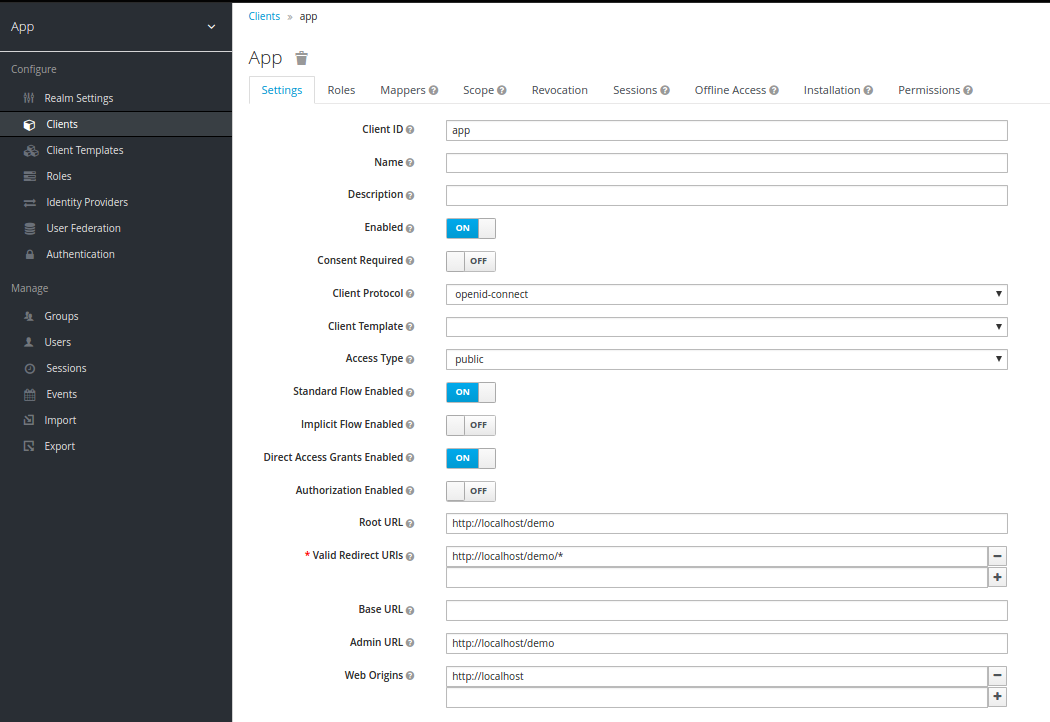 App
Configure
Realm Settings
Clients
Client Templates
Roles
Identity Providers
User Federation
Authentication
Manage
Groups
Users
Sessions
Events
Import
Export
Clients » app
App
Settings Roles Mappers Scope Revocation Sessions Offline Access Installation Permissions
Client ID app
Name
Description
Enabled ON
Consent Required OFF
Client Protocol openid-connect
Client Template
Access Type public
Standard Flow Enabled ON
Implicit Flow Enabled OFF
Direct Access Grants Enabled ON
Authorization Enabled OFF
Root URL http://localhost/demo
* Valid Redirect URIs http://localhost/demo/*
Base URL
Admin URL http://localhost/demo
Web Origins http://localhost